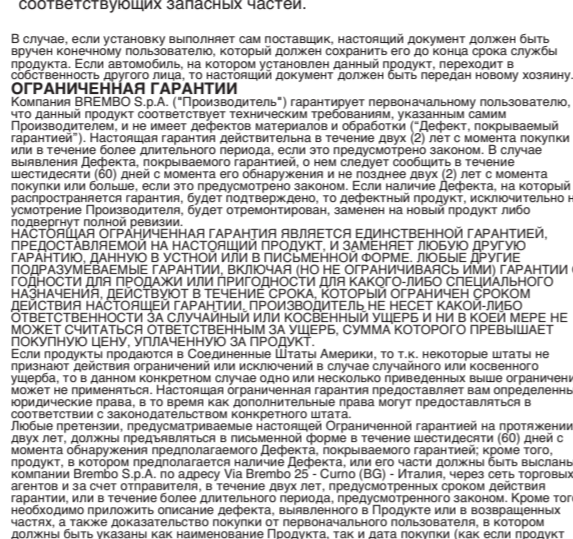 соответствующих запасных частей.
В случае, если установку выполняет сам поставщик, настоящий документ должен быть
вручен конечному пользователю, который должен сохранить его до конца срока службы
продукта. Если автомобиль, на котором установлен данный продукт, переходит в
собственность другого лица, то настоящий документ должен быть передан новому хозяину.
ОГРАНИЧЕННАЯ ГАРАНТИЯ
Компания BREMBO S.p.A. ("Производитель") гарантирует первоначальному пользователю,
что данный продукт соответствует техническим требованиям, указанным самим
Производителем, и не имеет дефектов материалов и обработки ("Дефект, покрываемый
гарантией"). Настоящая гарантия действительна в течение двух (2) лет с момента покупки
или в течение более длительного периода, если это предусмотрено законом. В случае
выявления Дефекта, покрываемого гарантией, о нем следует сообщить в течение
шестидесяти (60) дней с момента его обнаружения и не позднее двух (2) лет с момента
покупки или больше, если это предусмотрено законом. Если наличие Дефекта, на который
распространяется гарантия, будет подтверждено, то дефектный продукт, исключительно н
усмотрение Производителя, будет отремонтирован, заменен на новый продукт либо
подвергнут полной ревизии.
НАСТОЯЩАЯ ОГРАНИЧЕННАЯ ГАРАНТИЯ ЯВЛЯЕТСЯ ЕДИНСТВЕННОЙ ГАРАНТИЕЙ,
ПРЕДОСТАВЛЯЕМОЙ НА НАСТОЯЩИЙ ПРОДУКТ, И ЗАМЕНЯЕТ ЛЮБУЮ ДРУГУЮ
ГАРАНТИЮ, ДАННУЮ В УСТНОЙ ИЛИ В ПИСЬМЕННОЙ ФОРМЕ. ЛЮБЫЕ ДРУГИЕ
ПОДРАЗУМЕВАЕМЫЕ ГАРАНТИИ, ВКЛЮЧАЯ (НО НЕ ОГРАНИЧИВАЯСЬ ИМИ) ГАРАНТИИ
ГОДНОСТИ ДЛЯ ПРОДАЖИ ИЛИ ПРИГОДНОСТИ ДЛЯ КАКОГО-ЛИБО СПЕЦИАЛЬНОГО
НАЗНАЧЕНИЯ, ДЕЙСТВУЮТ В ТЕЧЕНИЕ СРОКА, КОТОРЫЙ ОГРАНИЧЕН СРОКОМ
ДЕЙСТВИЯ НАСТОЯЩЕЙ ГАРАНТИИ. ПРОИЗВОДИТЕЛЬ НЕ НЕСЕТ КАКОЙ-ЛИБО
ОТВЕТСТВЕННОСТИ ЗА СЛУЧАЙНЫЙ ИЛИ КОСВЕННЫЙ УЩЕРБ И НИ В КОЕЙ МЕРЕ НЕ
МОЖЕТ СЧИТАТЬСЯ ОТВЕТСТВЕННЫМ ЗА УЩЕРБ, СУММА КОТОРОГО ПРЕВЫШАЕТ
ПОКУПНУЮ ЦЕНУ, УПЛАЧЕННУЮ ЗА ПРОДУКТ.
Если продукты продаются в Соединенные Штаты Америки, то т.к. некоторые штаты не
признают действия ограничений или исключений в случае случайного или косвенного
ущерба, то в данном конкретном случае одно или несколько приведенных выше ограничени
может не применяться. Настоящая ограниченная гарантия предоставляет вам определенны
юридические права, в то время как дополнительные права могут предоставляться в
соответствии с законодательством конкретного штата.
Любые претензии, предусматриваемые настоящей Ограниченной гарантией на протяжении
двух лет, должны предъявляться в письменной форме в течение шестидесяти (60) дней с
момента обнаружения предполагаемого Дефекта, покрываемого гарантией; кроме того,
продукт, в котором предполагается наличие Дефекта, или его части должны быть высланы
компании Brembo S.p.A. по адресу Via Brembo 25 - Curno (BG) - Италия, через сеть торговых
агентов и за счет отправителя, в течение двух лет, предусмотренных сроком действия
гарантии, или в течение более длительного периода, предусмотренного законом. Кроме того
необходимо приложить описание дефекта, выявленного в Продукте или в возвращенных
частях, а также доказательство покупки от первоначального пользователя, в котором
должны быть указаны как наименование Продукта, так и дата покупки (как если продукт